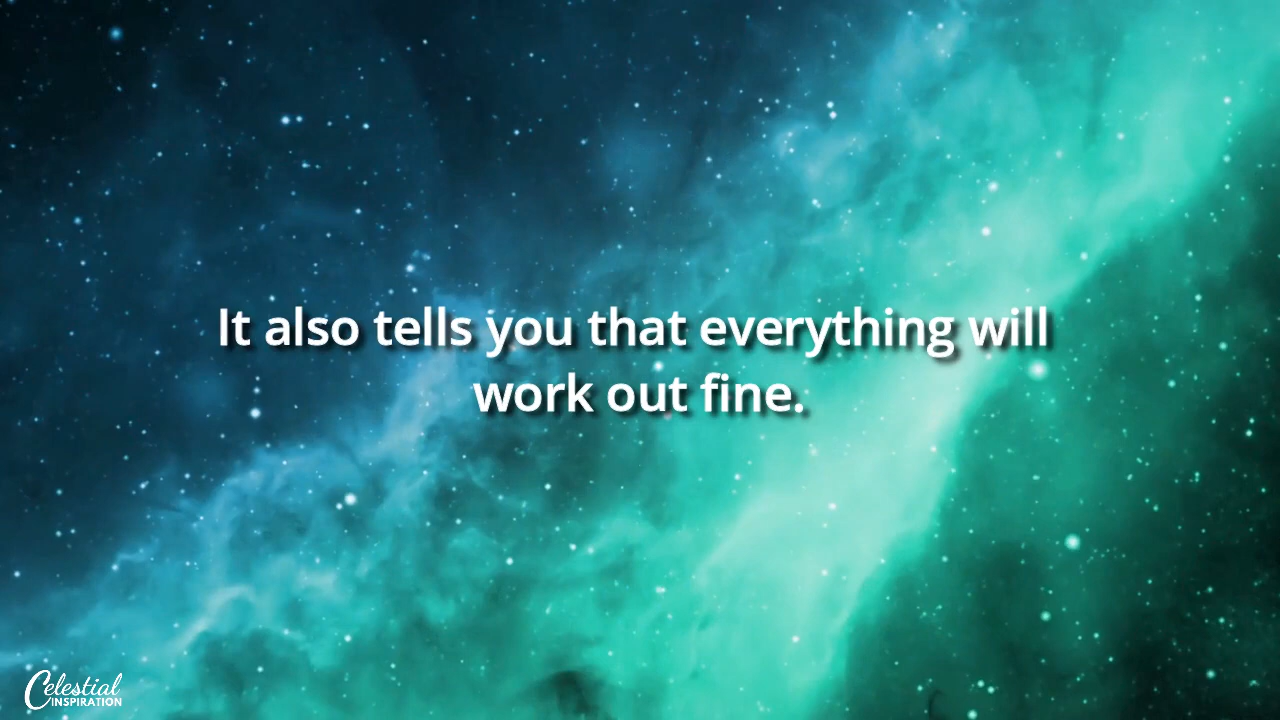 It also tells you that everything will
work out fine.
Celestial
INSPIRATION